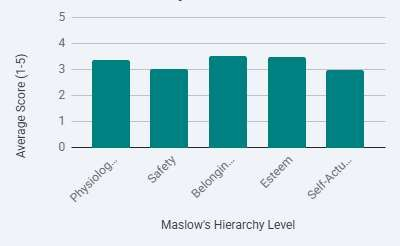 5
4
3
2
1
0
Average Score (1-5)
Physiolog...
Safety
Belongin...
Esteem
Self-Actu...
Maslow's Hierarchy Level